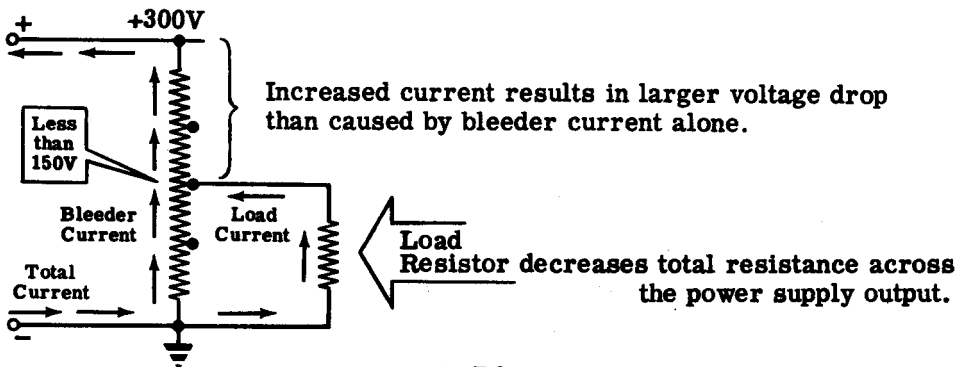 +
+300V
Increased current results in larger voltage drop
than caused by bleeder current alone.
Less
than
150V
Bleeder
Current
Load
Current
Load
Resistor decreases total resistance across
the power supply output.
Total
Current
-